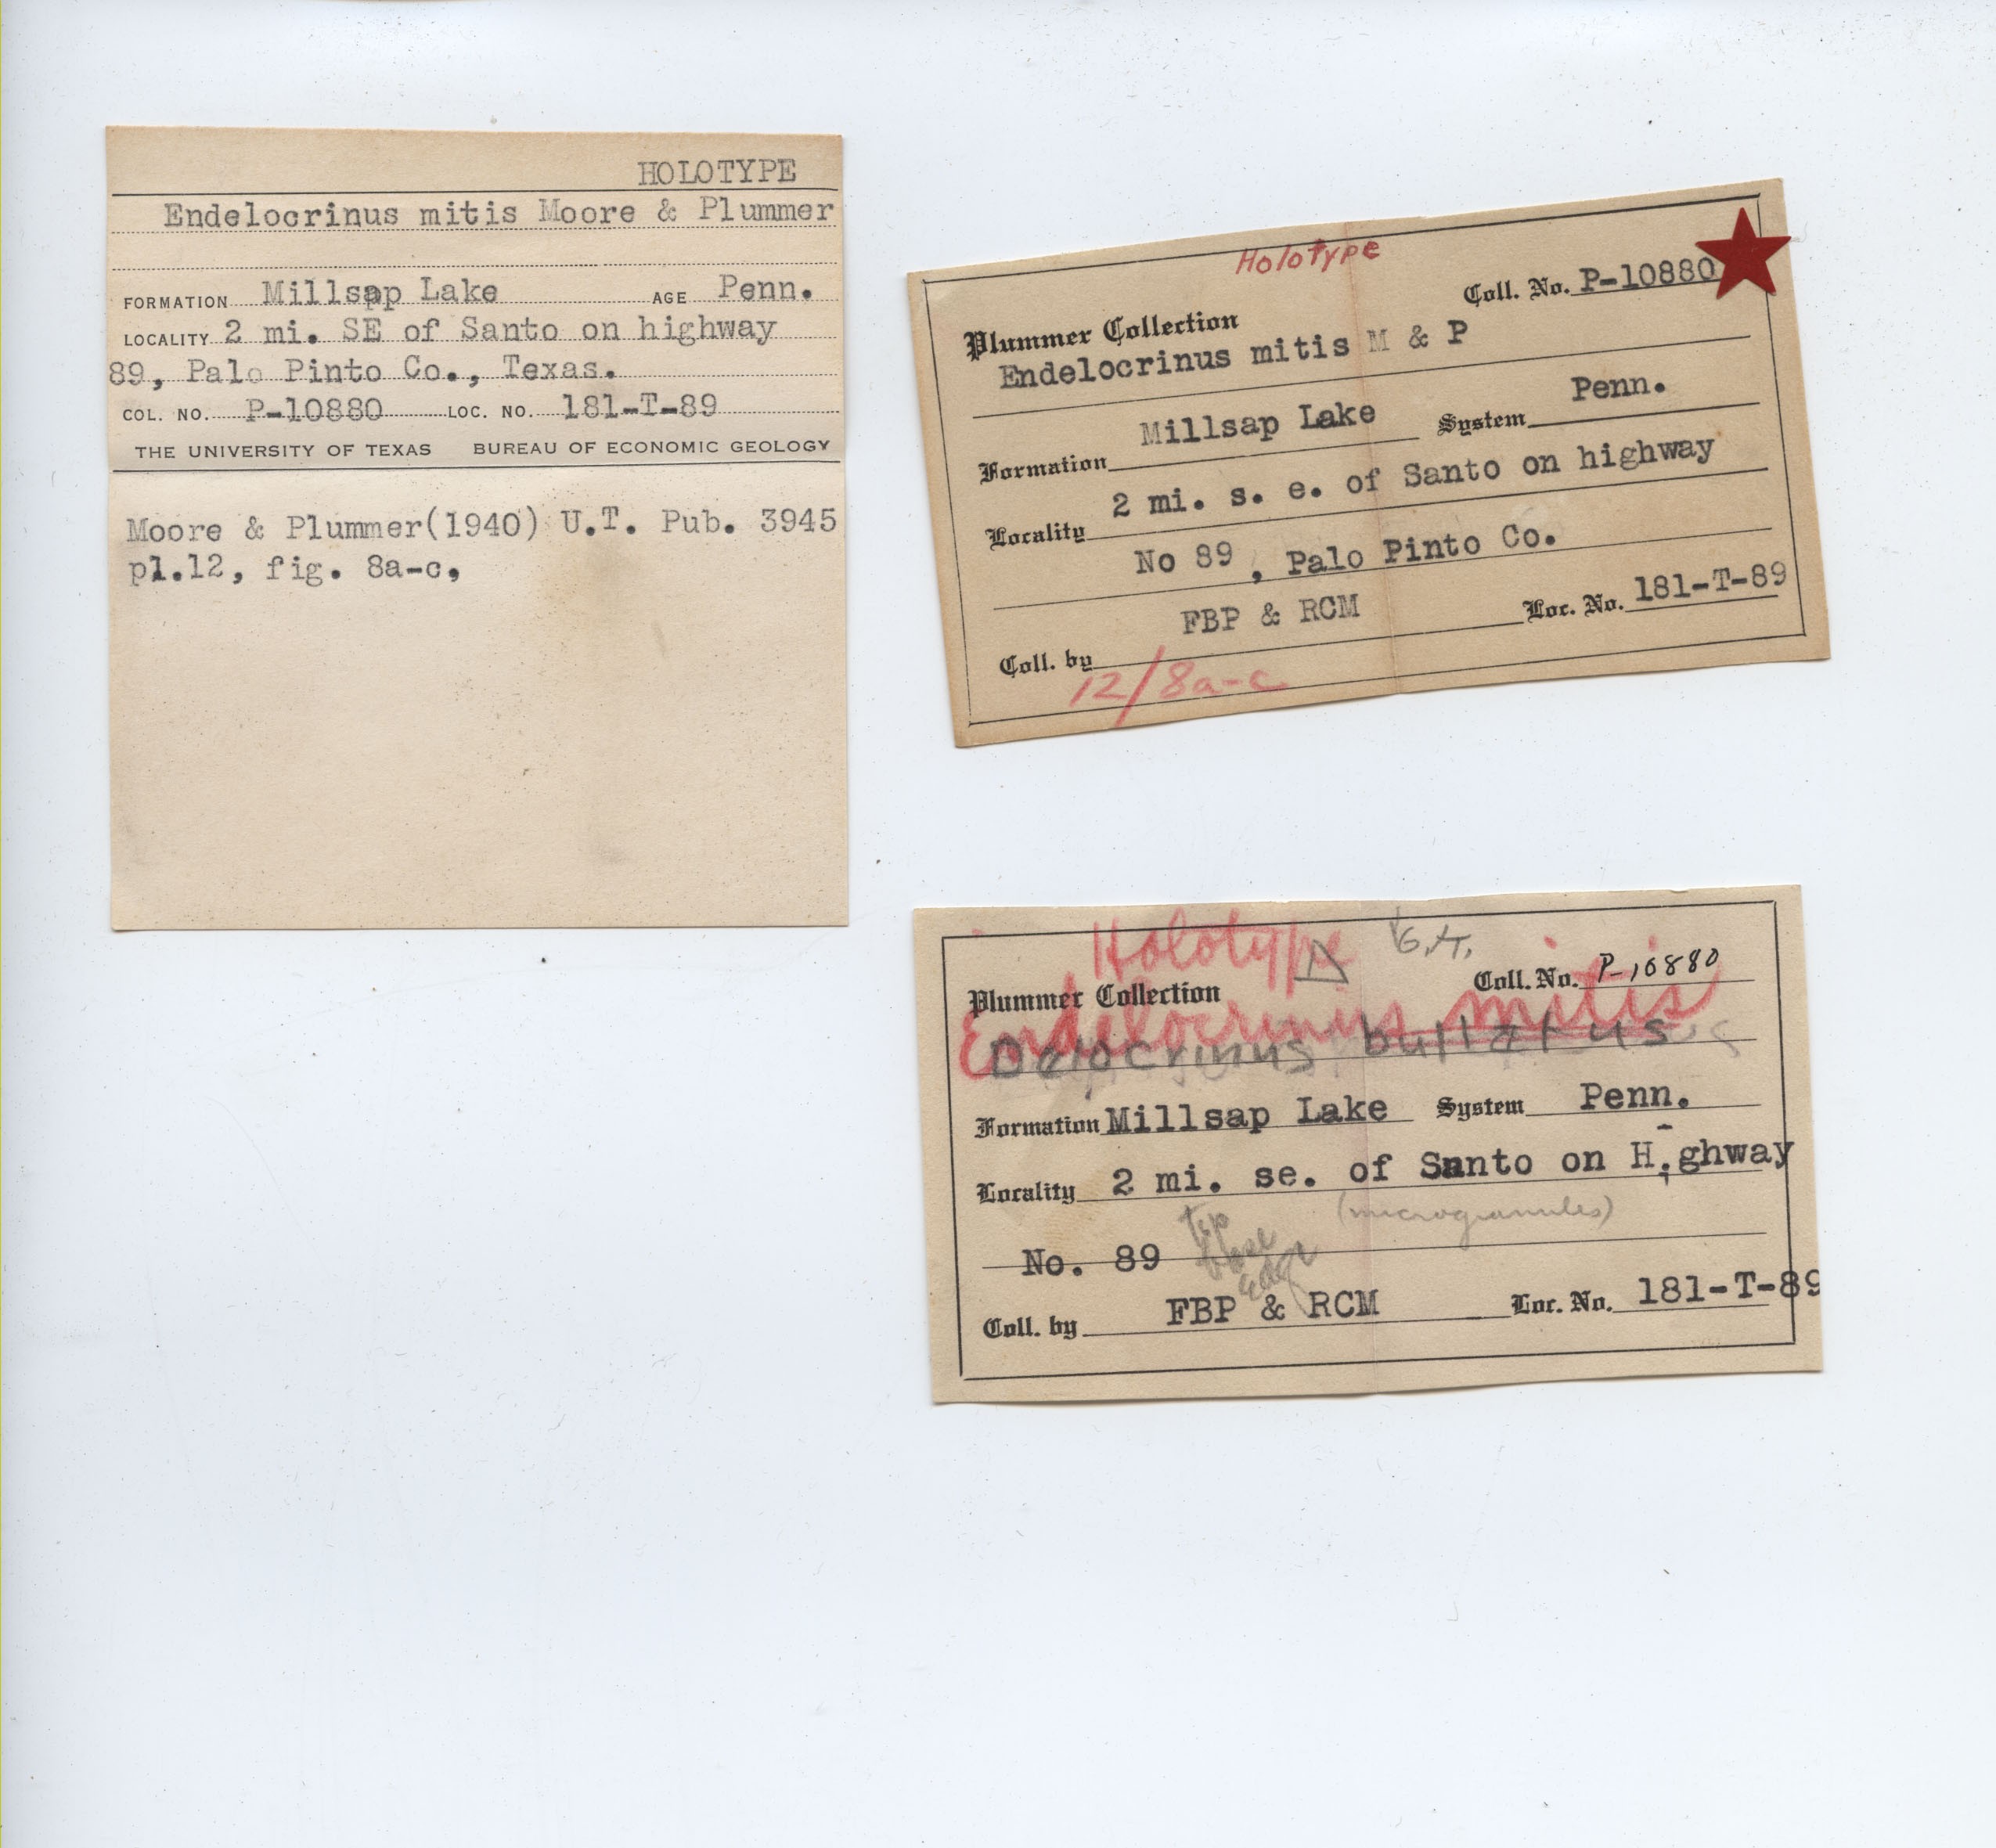 HOLOTYPE
Endelocrinus mitis Moore & Plummer
FORMATION Millsap Lake AGE Penn.
LOCALITY 2 mi. SE of Santo on highway
89, Palo Pinto Co., Texas.
COL. NO. P-10880 LOC. NO. 181-T-89
THE UNIVERSITY OF TEXAS BUREAU OF ECONOMIC GEOLOGY
Moore & Plummer(1940) U.T. Pub. 3945
pl.12, fig. 8a-c,
Holotype
Plummer Collection Coll. No. P-10880
Endelocrinus mitis M & P
Formation Millsap Lake System Penn.
Locality 2 mi. s. e. of Santo on highway
No 89, Palo Pinto Co.
Coll. by FBP & RCM Loc. No. 181-T-89
12/8a-c
Holotype
Plummer Collection Coll. No. P-10880
Endelocrinus mitis
Delocrinus bullatus
Formation Millsap Lake System Penn.
Locality 2 mi. se. of Santo on Highway
(microgranules)
No. 89
Coll. by FBP & RCM Loc. No. 181-T-89